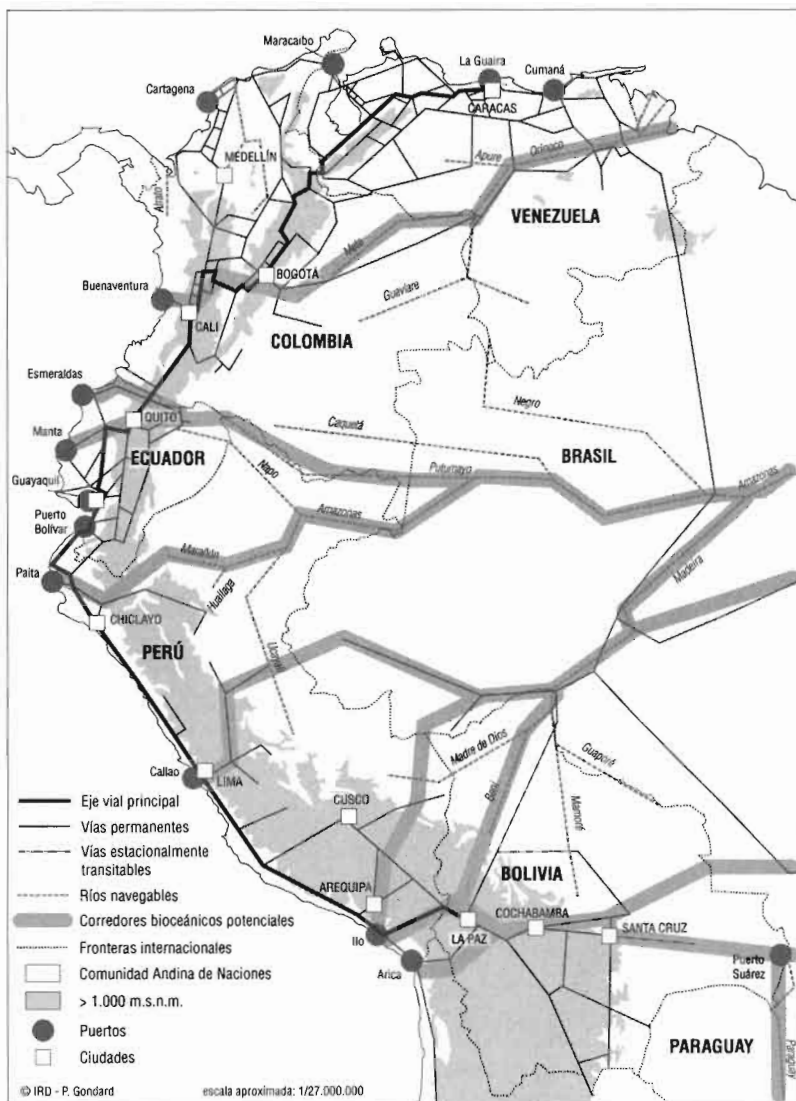 Maracaibo
La Guaira
Cumaná
Cartagena
CARACAS
MEDELLÍN
Atrato
Apure
Orinoco
VENEZUELA
Meta
BOGOTÁ
Buenaventura
Guaviare
CALI
COLOMBIA
Esmeraldas
Negro
QUITO
Caquetá
Manta
ECUADOR
BRASIL
Napo
Putumayo
Amazonas
Guayaquil
Amazonas
Puerto
Bolívar
Marañón
Madeira
Paita
Huallaga
CHICLAYO
PERÚ
Ucayali
Madre de Dios
Guaporé
Callao
LIMA
Beni
Mamoré
Eje vial principal
CUSCO
Vías permanentes
Vías estacionalmente
transitables
BOLIVIA
AREQUIPA
Ríos navegables
COCHABAMBA
Corredores bioceánicos potenciales
Ilo
LA PAZ
SANTA CRUZ
Fronteras internacionales
Arica
Puerto
Suárez
Comunidad Andina de Naciones
> 1.000 m.s.n.m.
Puertos
PARAGUAY
Paraguay
Ciudades
© IRD - P. Gondard
escala aproximada: 1/27.000.000